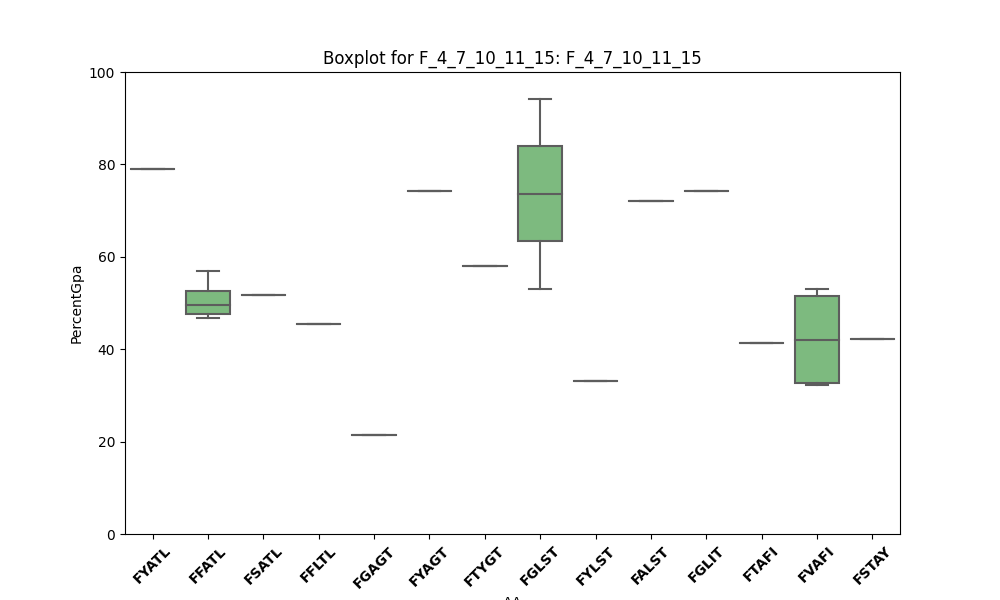 Boxplot for F_4_7_10_11_15: F_4_7_10_11_15
100
80
60
40
20
0
PercentGpa
FYATL
FFATL
FSATL
FFLTL
FGAGT
FYAGT
FTYGT
FGLST
FYLST
FALST
FGLIT
FTAFI
FVAFI
FSTAY